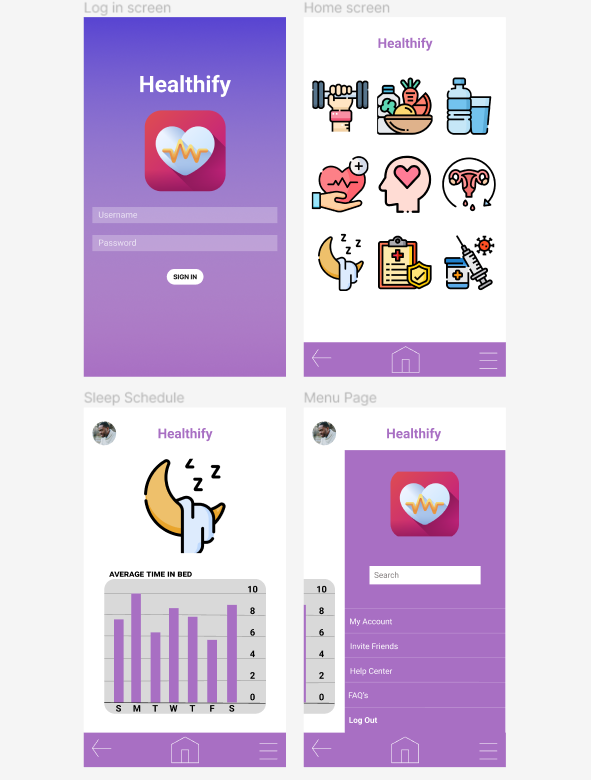 Log in screen
Healthify
Username
Password
SIGN IN
Home screen
Healthify
z
z
z
Sleep Schedule
Healthify
z
z
z
AVERAGE TIME IN BED
10
8
6
4
2
0
S M T W T F S
Menu Page
Healthify
Search
10
8
6
4
2
0
My Account
Invite Friends
Help Center
FAQ's
Log Out